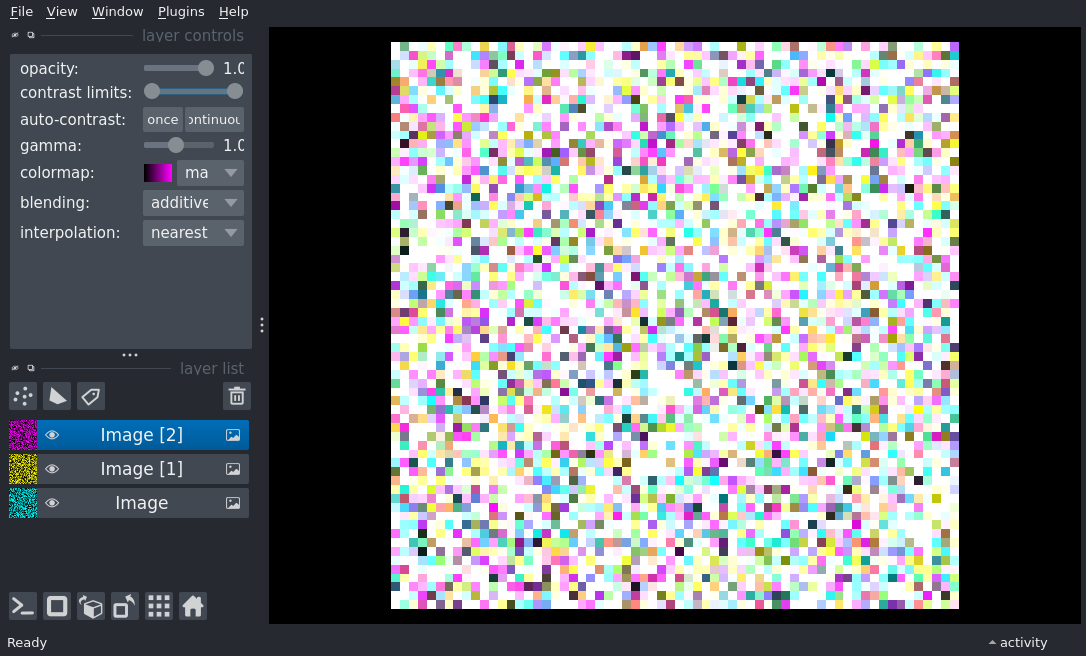 File View Window Plugins Help
layer controls
opacity: 1.0
contrast limits:
auto-contrast: once ontinuou
gamma: 1.0
colormap: ma
blending: additive
interpolation: nearest
layer list
Image [2]
Image [1]
Image
Ready activity